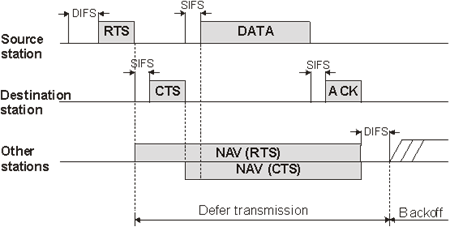 DIFS
SIFS
RTS
DATA
Source
station
SIFS
SIFS
CTS
ACK
Destination
station
DIFS
NAV (RTS)
Other
stations
NAV (CTS)
Defer transmission
Backoff